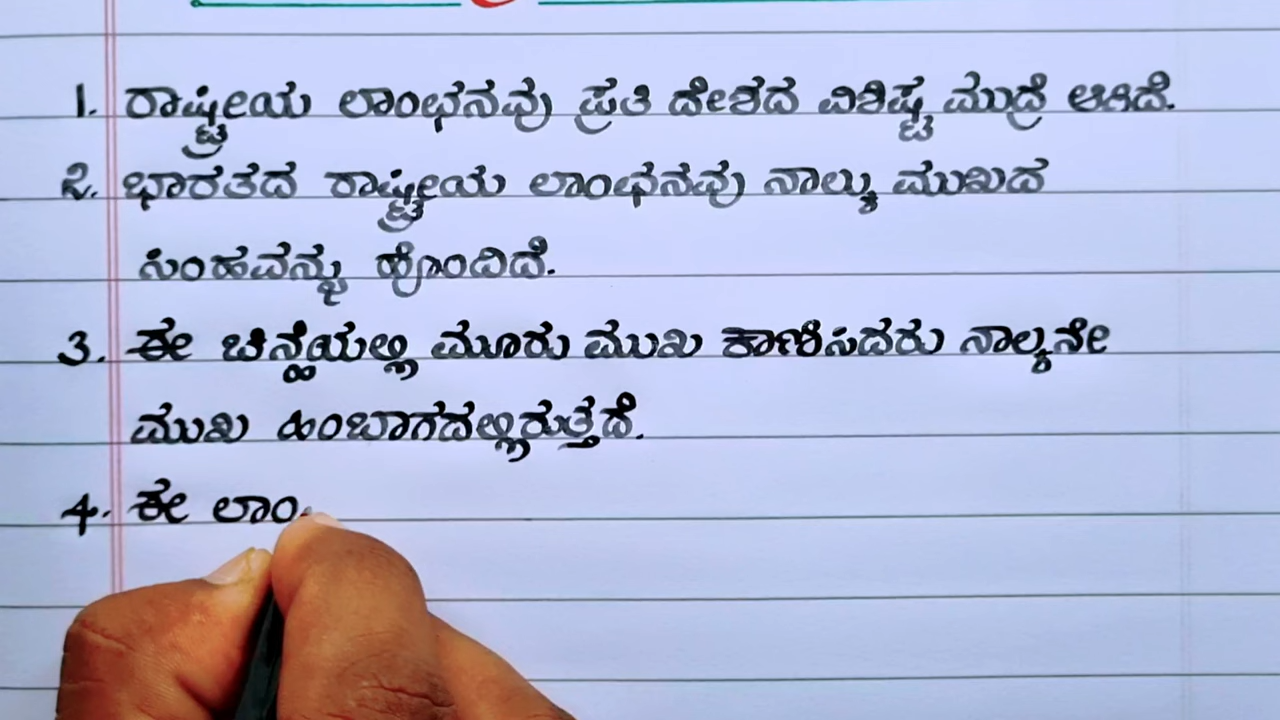 1. ರಾಷ್ಟ್ರೀಯ ಲಾಂಛನವು ಪ್ರತಿ ದೇಶದ ವಿಶಿಷ್ಟ ಮುದ್ರೆ ಆಗಿದೆ.
2. ಭಾರತದ ರಾಷ್ಟ್ರೀಯ ಲಾಂಛನವು ನಾಲ್ಕು ಮುಖದ
ಸಿಂಹವನ್ನು ಹೊಂದಿದೆ.
3. ಈ ಚಿನ್ಹೆಯಲ್ಲಿ ಮೂರು ಮುಖ ಕಾಣಿಸಿದರು ನಾಲ್ಕನೇ
ಮುಖ ಹಿಂಬಾಗದಲ್ಲಿರುತ್ತದೆ.
4. ಈ ಲಾಂ